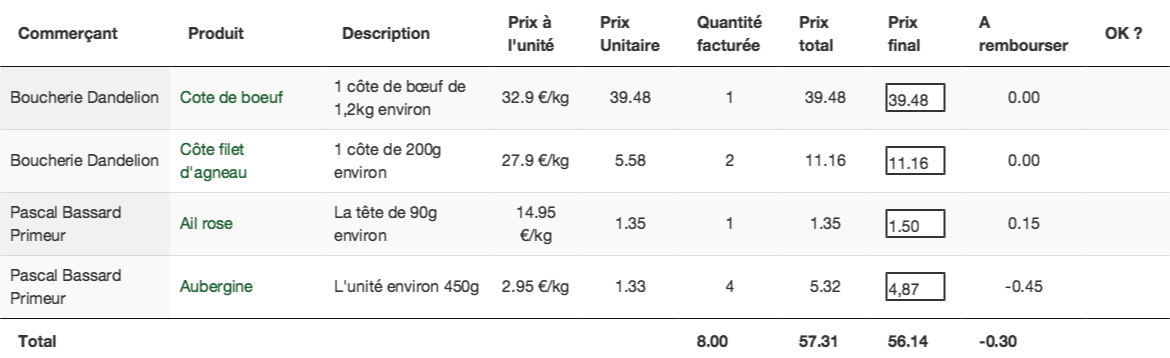 Commerçant Produit Description Prix à l'unité Prix Unitaire Quantité facturée Prix total Prix final A rembourser OK ?
Boucherie Dandelion Cote de boeuf 1 côte de bœuf de 1,2kg environ 32.9 €/kg 39.48 1 39.48 39.48 0.00
Boucherie Dandelion Côte filet d'agneau 1 côte de 200g environ 27.9 €/kg 5.58 2 11.16 11.16 0.00
Pascal Bassard Primeur Ail rose La tête de 90g environ 14.95 €/kg 1.35 1 1.35 1.50 0.15
Pascal Bassard Primeur Aubergine L'unité environ 450g 2.95 €/kg 1.33 4 5.32 4,87 -0.45
Total 8.00 57.31 56.14 -0.30